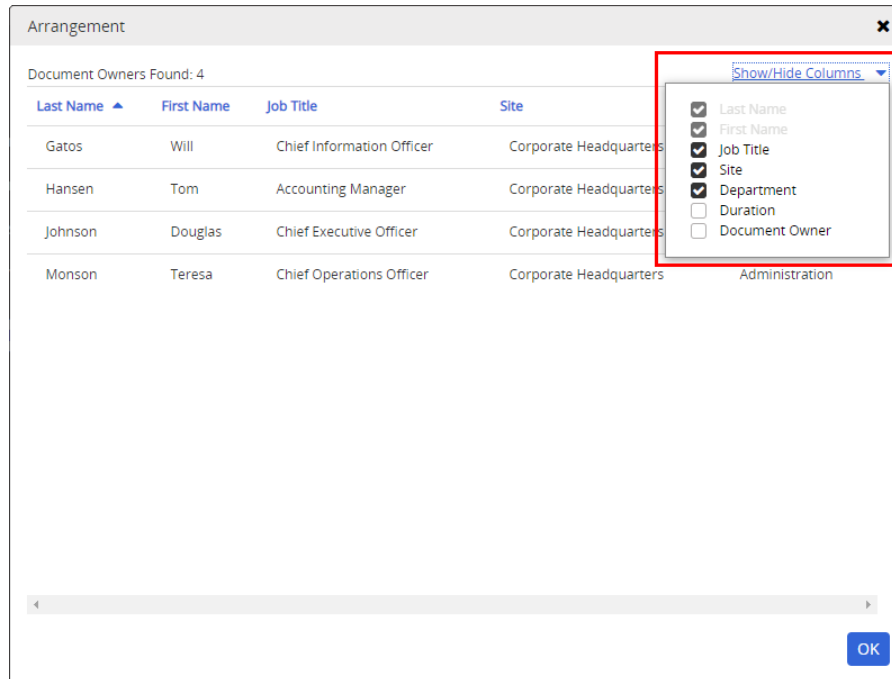 Arrangement
Document Owners Found: 4
Show/Hide Columns
Last Name First Name Job Title Site
Last Name
First Name
Job Title
Site
Department
Duration
Document Owner
Gatos Will Chief Information Officer Corporate Headquarters
Hansen Tom Accounting Manager Corporate Headquarters
Johnson Douglas Chief Executive Officer Corporate Headquarters
Monson Teresa Chief Operations Officer Corporate Headquarters Administration
OK